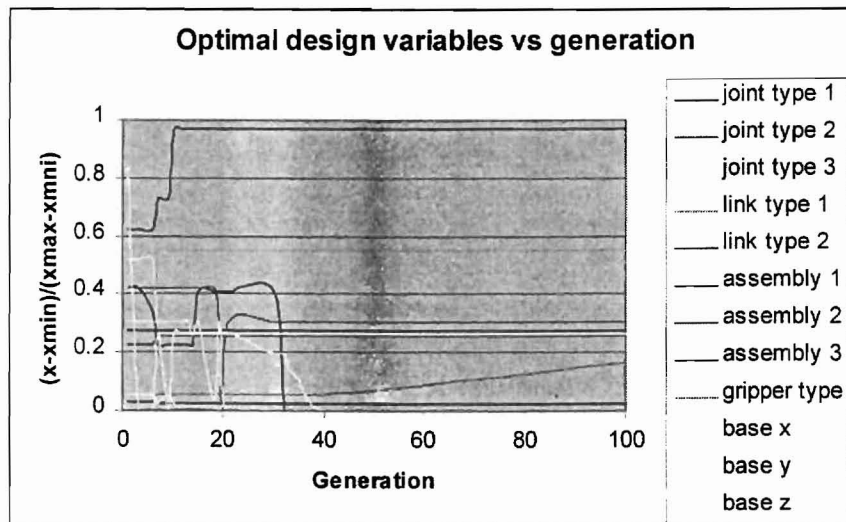 Optimal design variables vs generation
(x-xmin)/(xmax-xmni)
1
0.8
0.6
0.4
0.2
0
0 20 40 60 80 100
Generation
joint type 1
joint type 2
joint type 3
link type 1
link type 2
assembly 1
assembly 2
assembly 3
gripper type
base x
base y
base z